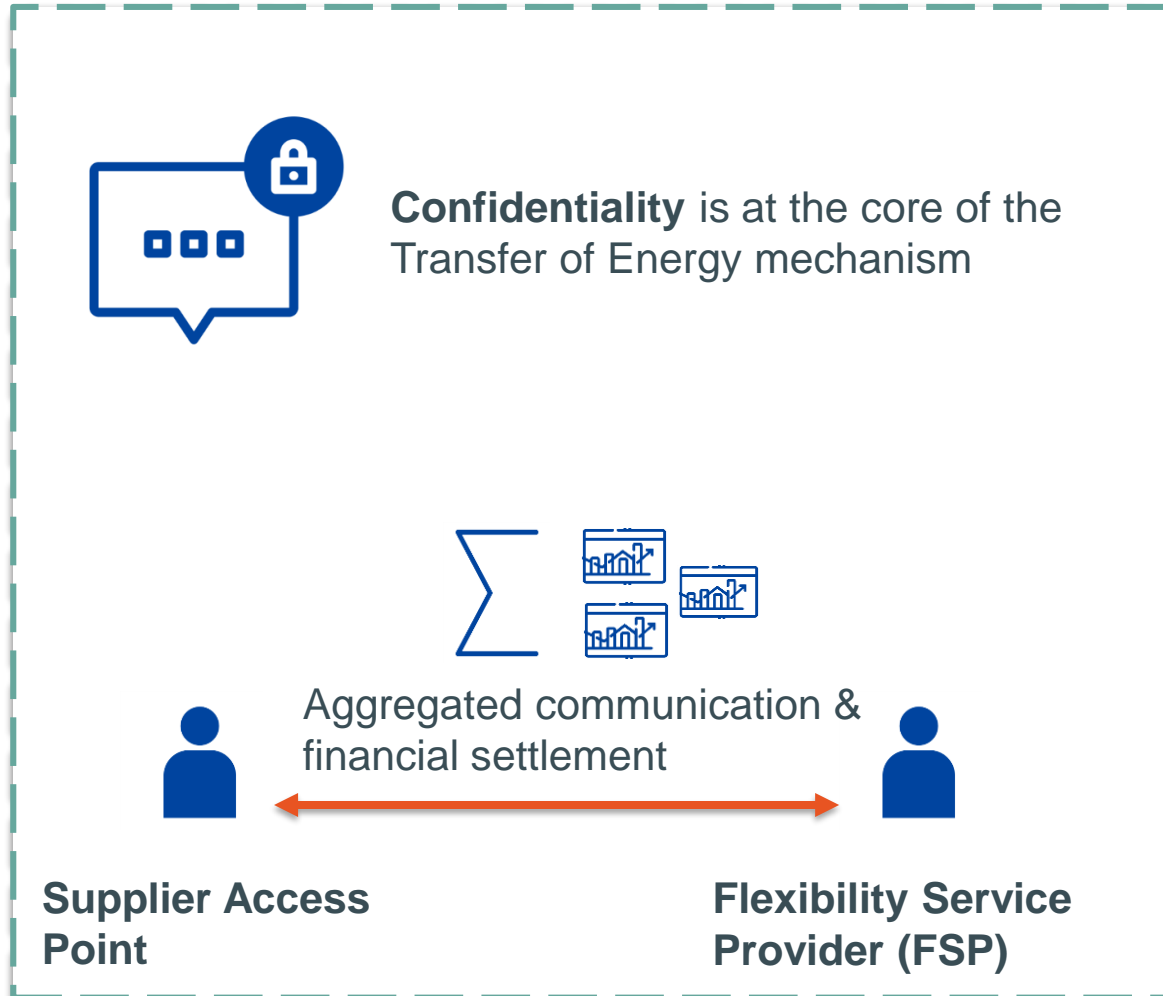 Confidentiality is at the core of the
Transfer of Energy mechanism
Aggregated communication &
financial settlement
Supplier Access
Point
Flexibility Service
Provider (FSP)